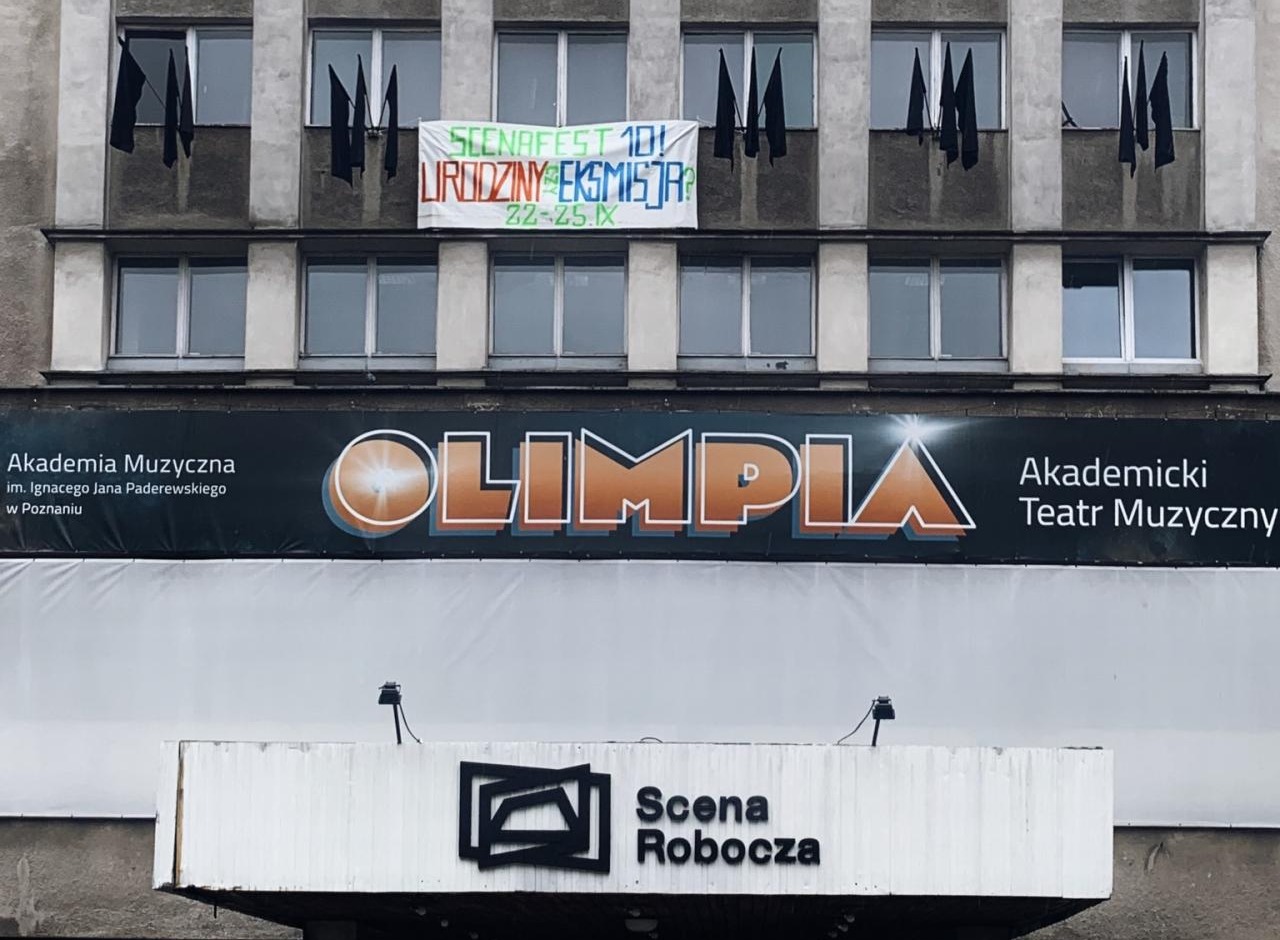 SCENAFEST 10!
URODZINY CZY EKSMISJA?
22-25.IX
Akademia Muzyczna
im. Ignacego Jana Paderewskiego
w Poznaniu
OLIMPIA
Akademicki
Teatr Muzyczny
Scena
Robocza